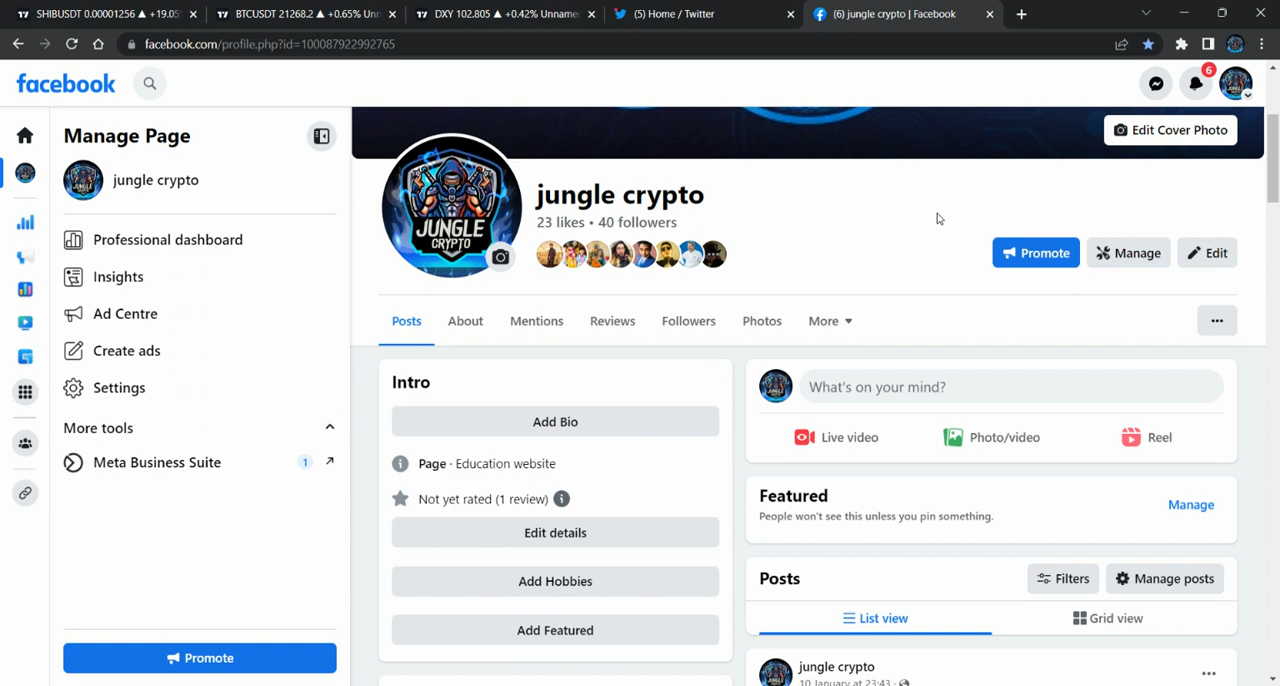 SHIBUSDT 0.00001256 ▲ +19.05
BTCUSDT 21268.2 ▲ +0.65% Unn
DXY 102.805 ▲ +0.42% Unname
(5) Home / Twitter
(6) jungle crypto | Facebook
facebook.com/profile.php?id=100087922992765
facebook
6
Manage Page
jungle crypto
Professional dashboard
Insights
Ad Centre
Create ads
Settings
More tools
Meta Business Suite
1
Promote
Edit Cover Photo
JUNGLE
CRYPTO
jungle crypto
23 likes • 40 followers
Promote
Manage
Edit
Posts
About
Mentions
Reviews
Followers
Photos
More
Intro
Add Bio
Page · Education website
Not yet rated (1 review)
Edit details
Add Hobbies
Add Featured
What's on your mind?
Live video
Photo/video
Reel
Featured
Manage
People won't see this unless you pin something.
Posts
Filters
Manage posts
List view
Grid view
jungle crypto
10 January at 23:43 ·